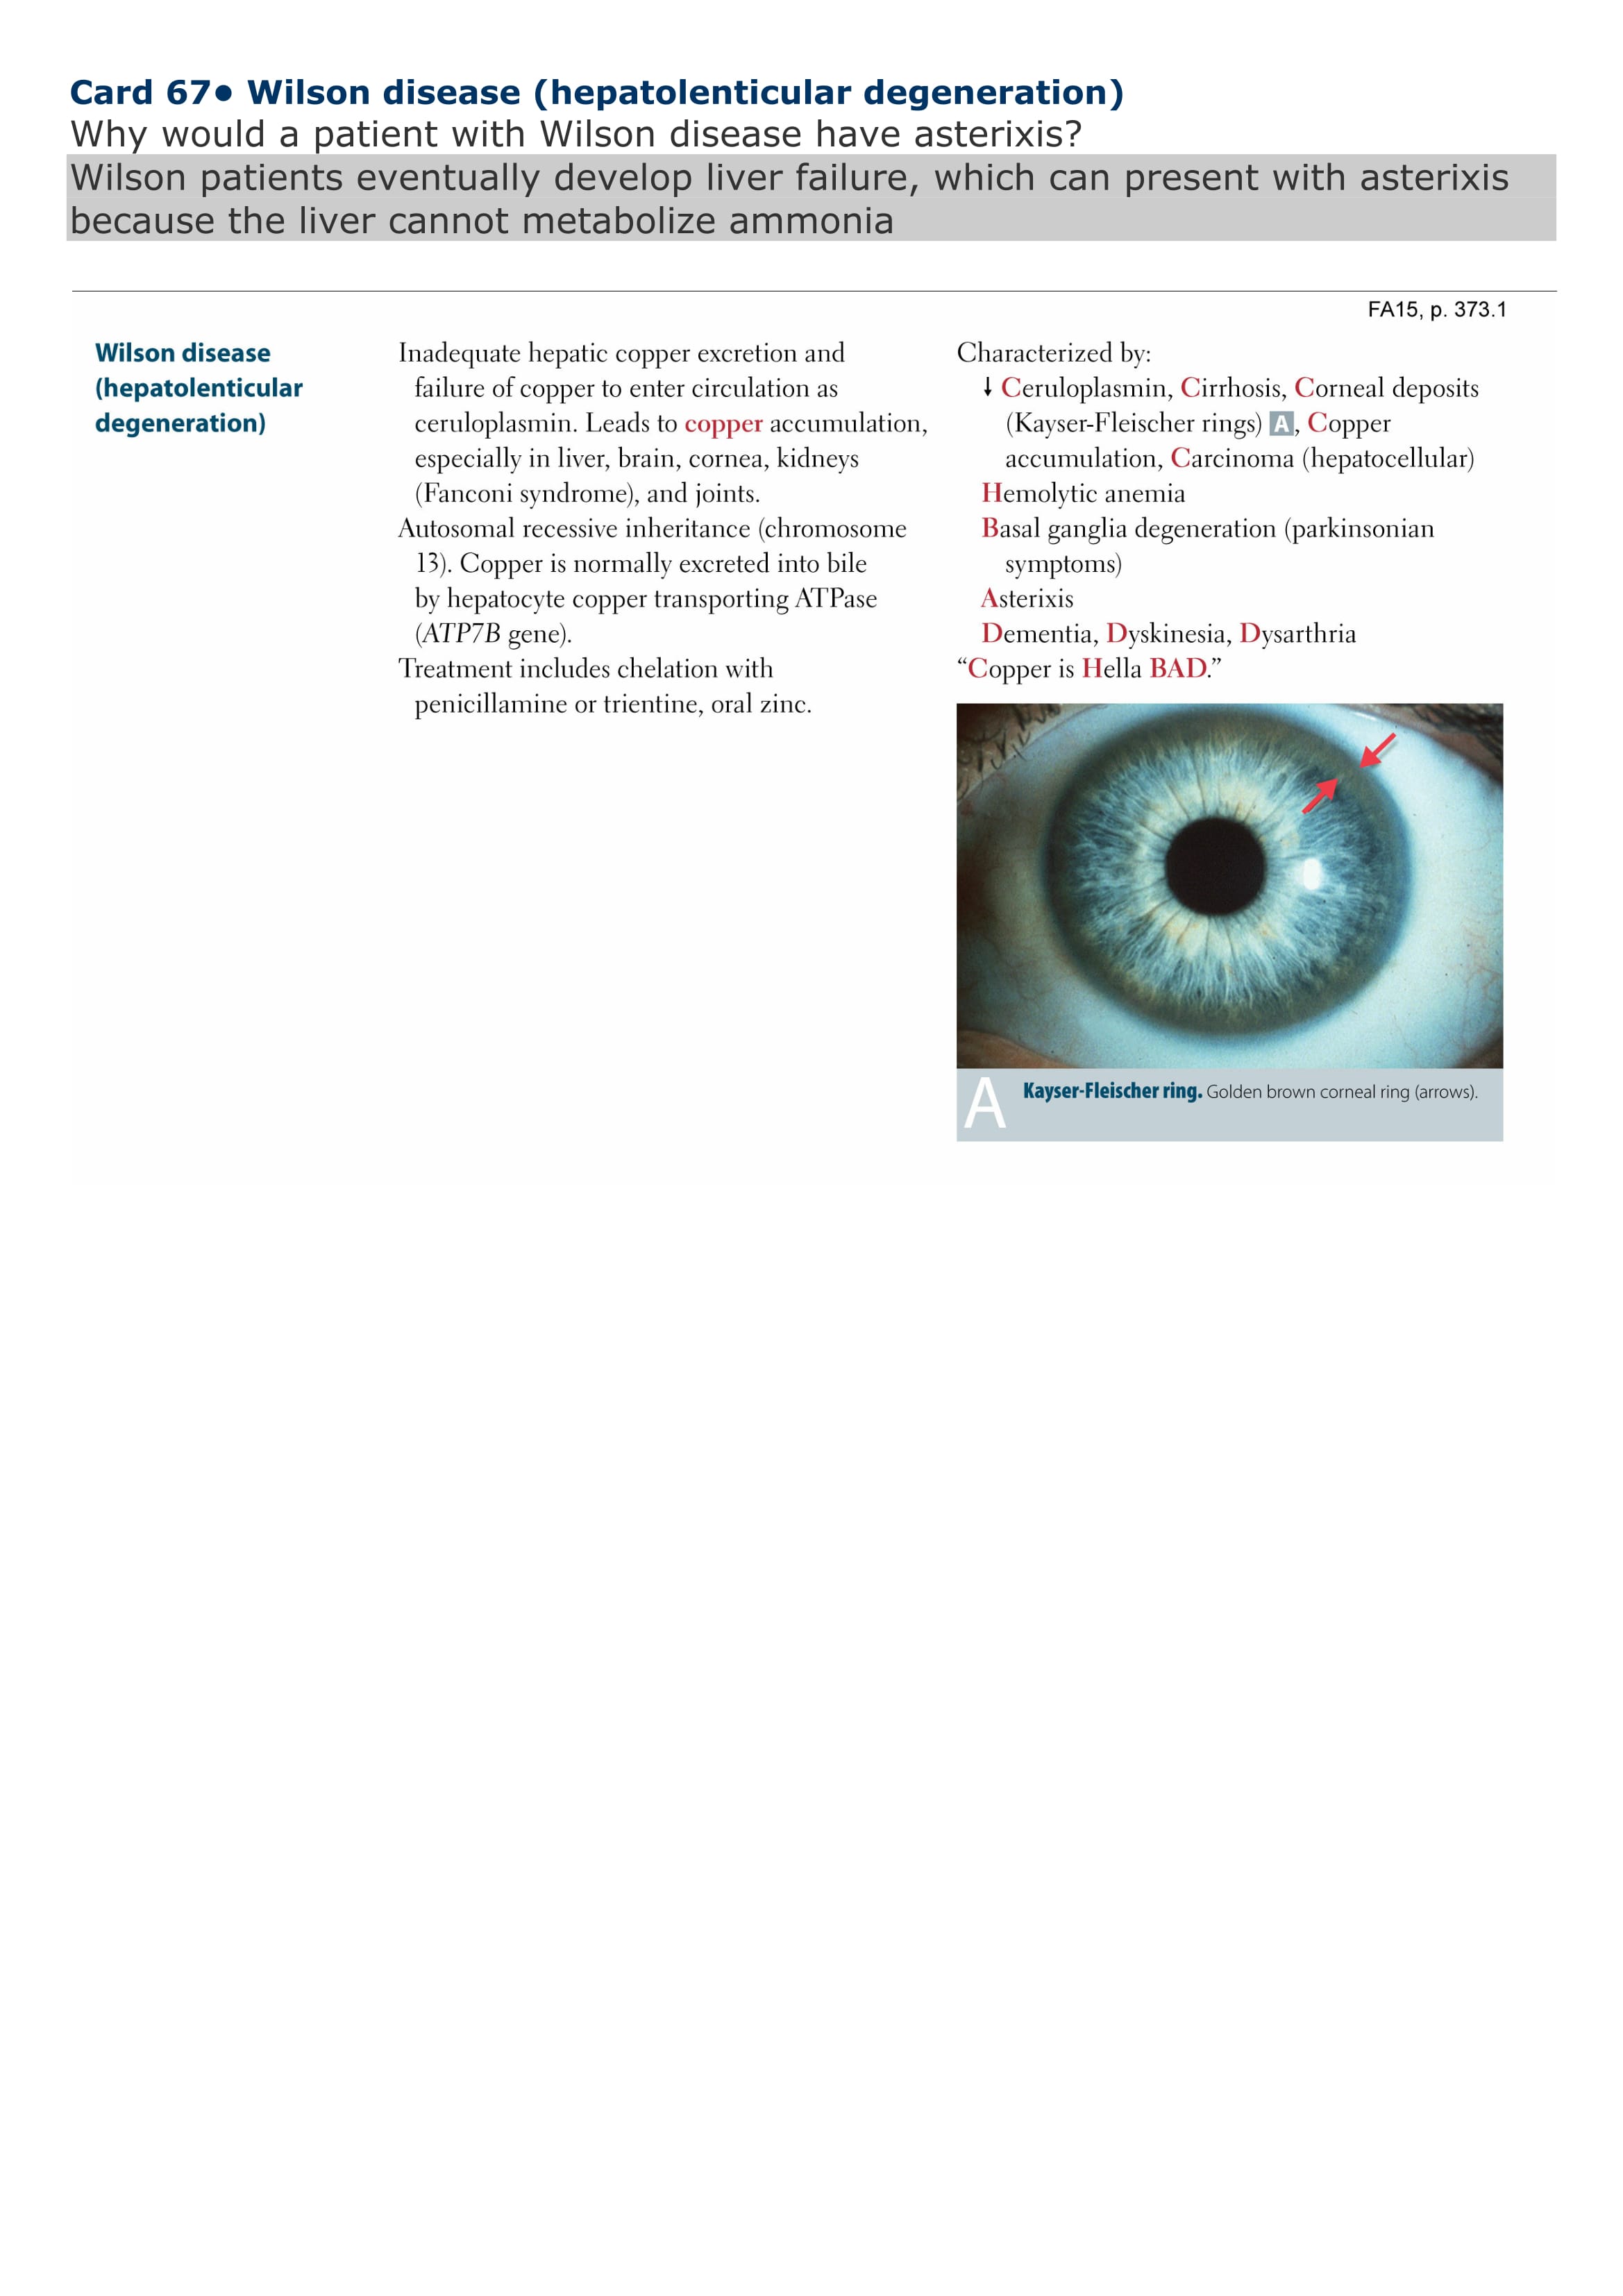 Card 67• Wilson disease (hepatolenticular degeneration)
Why would a patient with Wilson disease have asterixis?
Wilson patients eventually develop liver failure, which can present with asterixis
because the liver cannot metabolize ammonia
FA15, p. 373.1
Wilson disease
(hepatolenticular
degeneration)
Inadequate hepatic copper excretion and
failure of copper to enter circulation as
ceruloplasmin. Leads to copper accumulation,
especially in liver, brain, cornea, kidneys
(Fanconi syndrome), and joints.
Autosomal recessive inheritance (chromosome
13). Copper is normally excreted into bile
by hepatocyte copper transporting ATPase
(ATP7B gene).
Treatment includes chelation with
penicillamine or trientine, oral zinc.
Characterized by:
↓ Ceruloplasmin, Cirrhosis, Corneal deposits
(Kayser-Fleischer rings) A, Copper
accumulation, Carcinoma (hepatocellular)
Hemolytic anemia
Basal ganglia degeneration (parkinsonian
symptoms)
Asterixis
Dementia, Dyskinesia, Dysarthria
“Copper is Hella BAD.”
A Kayser-Fleischer ring. Golden brown corneal ring (arrows).